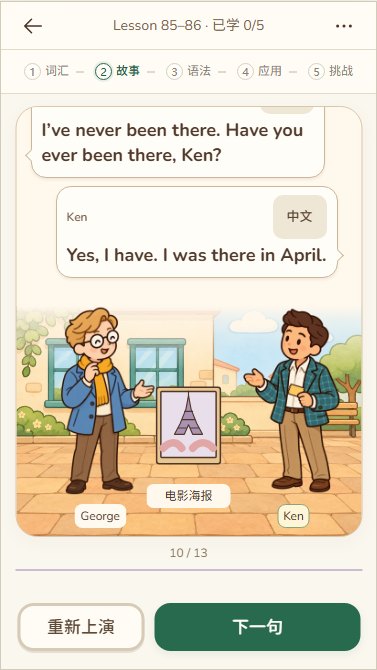 Lesson 85–86 · 已学 0/5
1 词汇 — 2 故事 — 3 语法 — 4 应用 — 5 挑战
I’ve never been there. Have you
ever been there, Ken?
Ken
中文
Yes, I have. I was there in April.
电影海报
George
Ken
10 / 13
重新上演
下一句